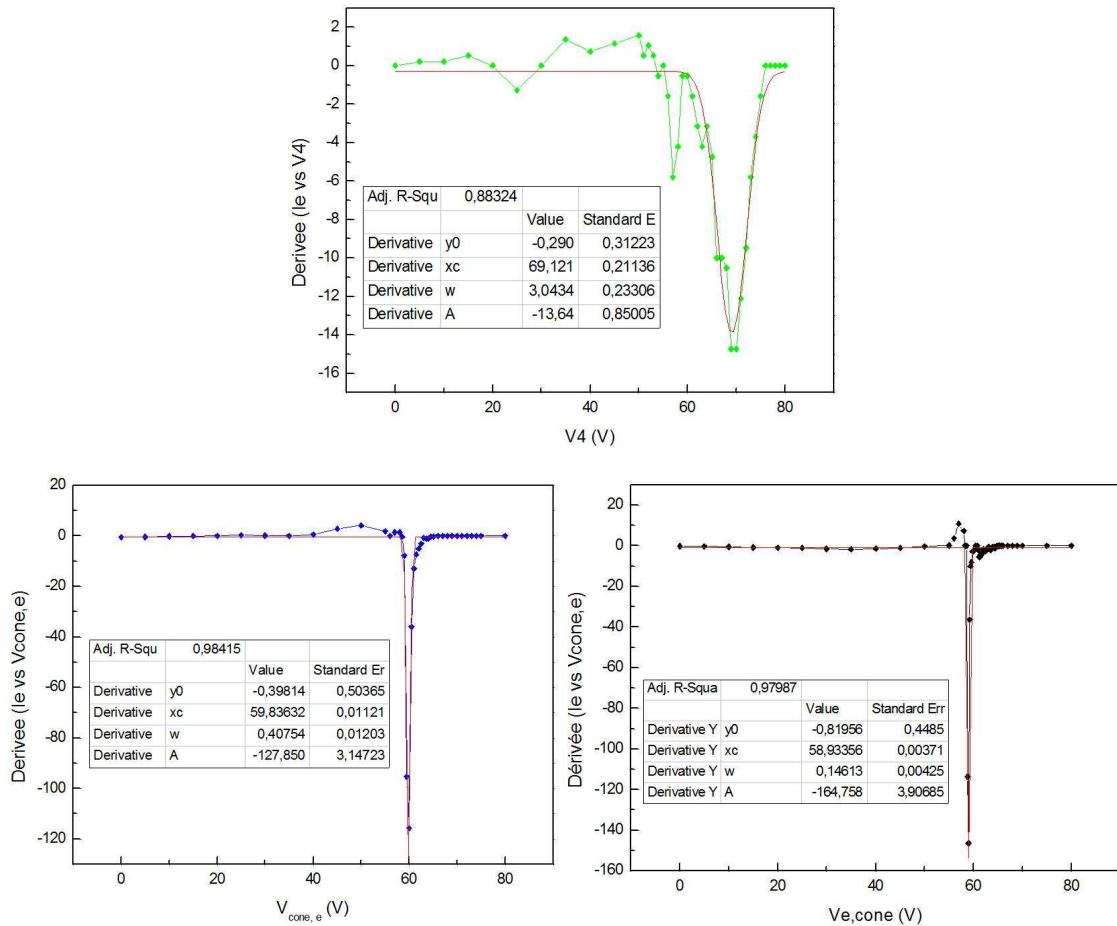 2
0
-2
-4
-6
-8
-10
-12
-14
-16
Derivee (Ie vs V4)
Adj. R-Squ 0,88324
Value Standard E
Derivative y0 -0,290 0,31223
Derivative xc 69,121 0,21136
Derivative w 3,0434 0,23306
Derivative A -13,64 0,85005
0 20 40 60 80
V4 (V)
20
0
-20
-40
-60
-80
-100
-120
Derivee (Ie vs Vcone,e)
Adj. R-Squ 0,98415
Value Standard Er
Derivative y0 -0,39814 0,50365
Derivative xc 59,83632 0,01121
Derivative w 0,40754 0,01203
Derivative A -127,850 3,14723
0 20 40 60 80
Vcone, e (V)
20
0
-20
-40
-60
-80
-100
-120
-140
-160
Dérivée (Ie vs Vcone,e)
Adj. R-Squa 0,97987
Value Standard Err
Derivative Y y0 -0,81956 0,4485
Derivative Y xc 58,93356 0,00371
Derivative Y w 0,14613 0,00425
Derivative Y A -164,758 3,90685
0 20 40 60 80
Ve,cone (V)